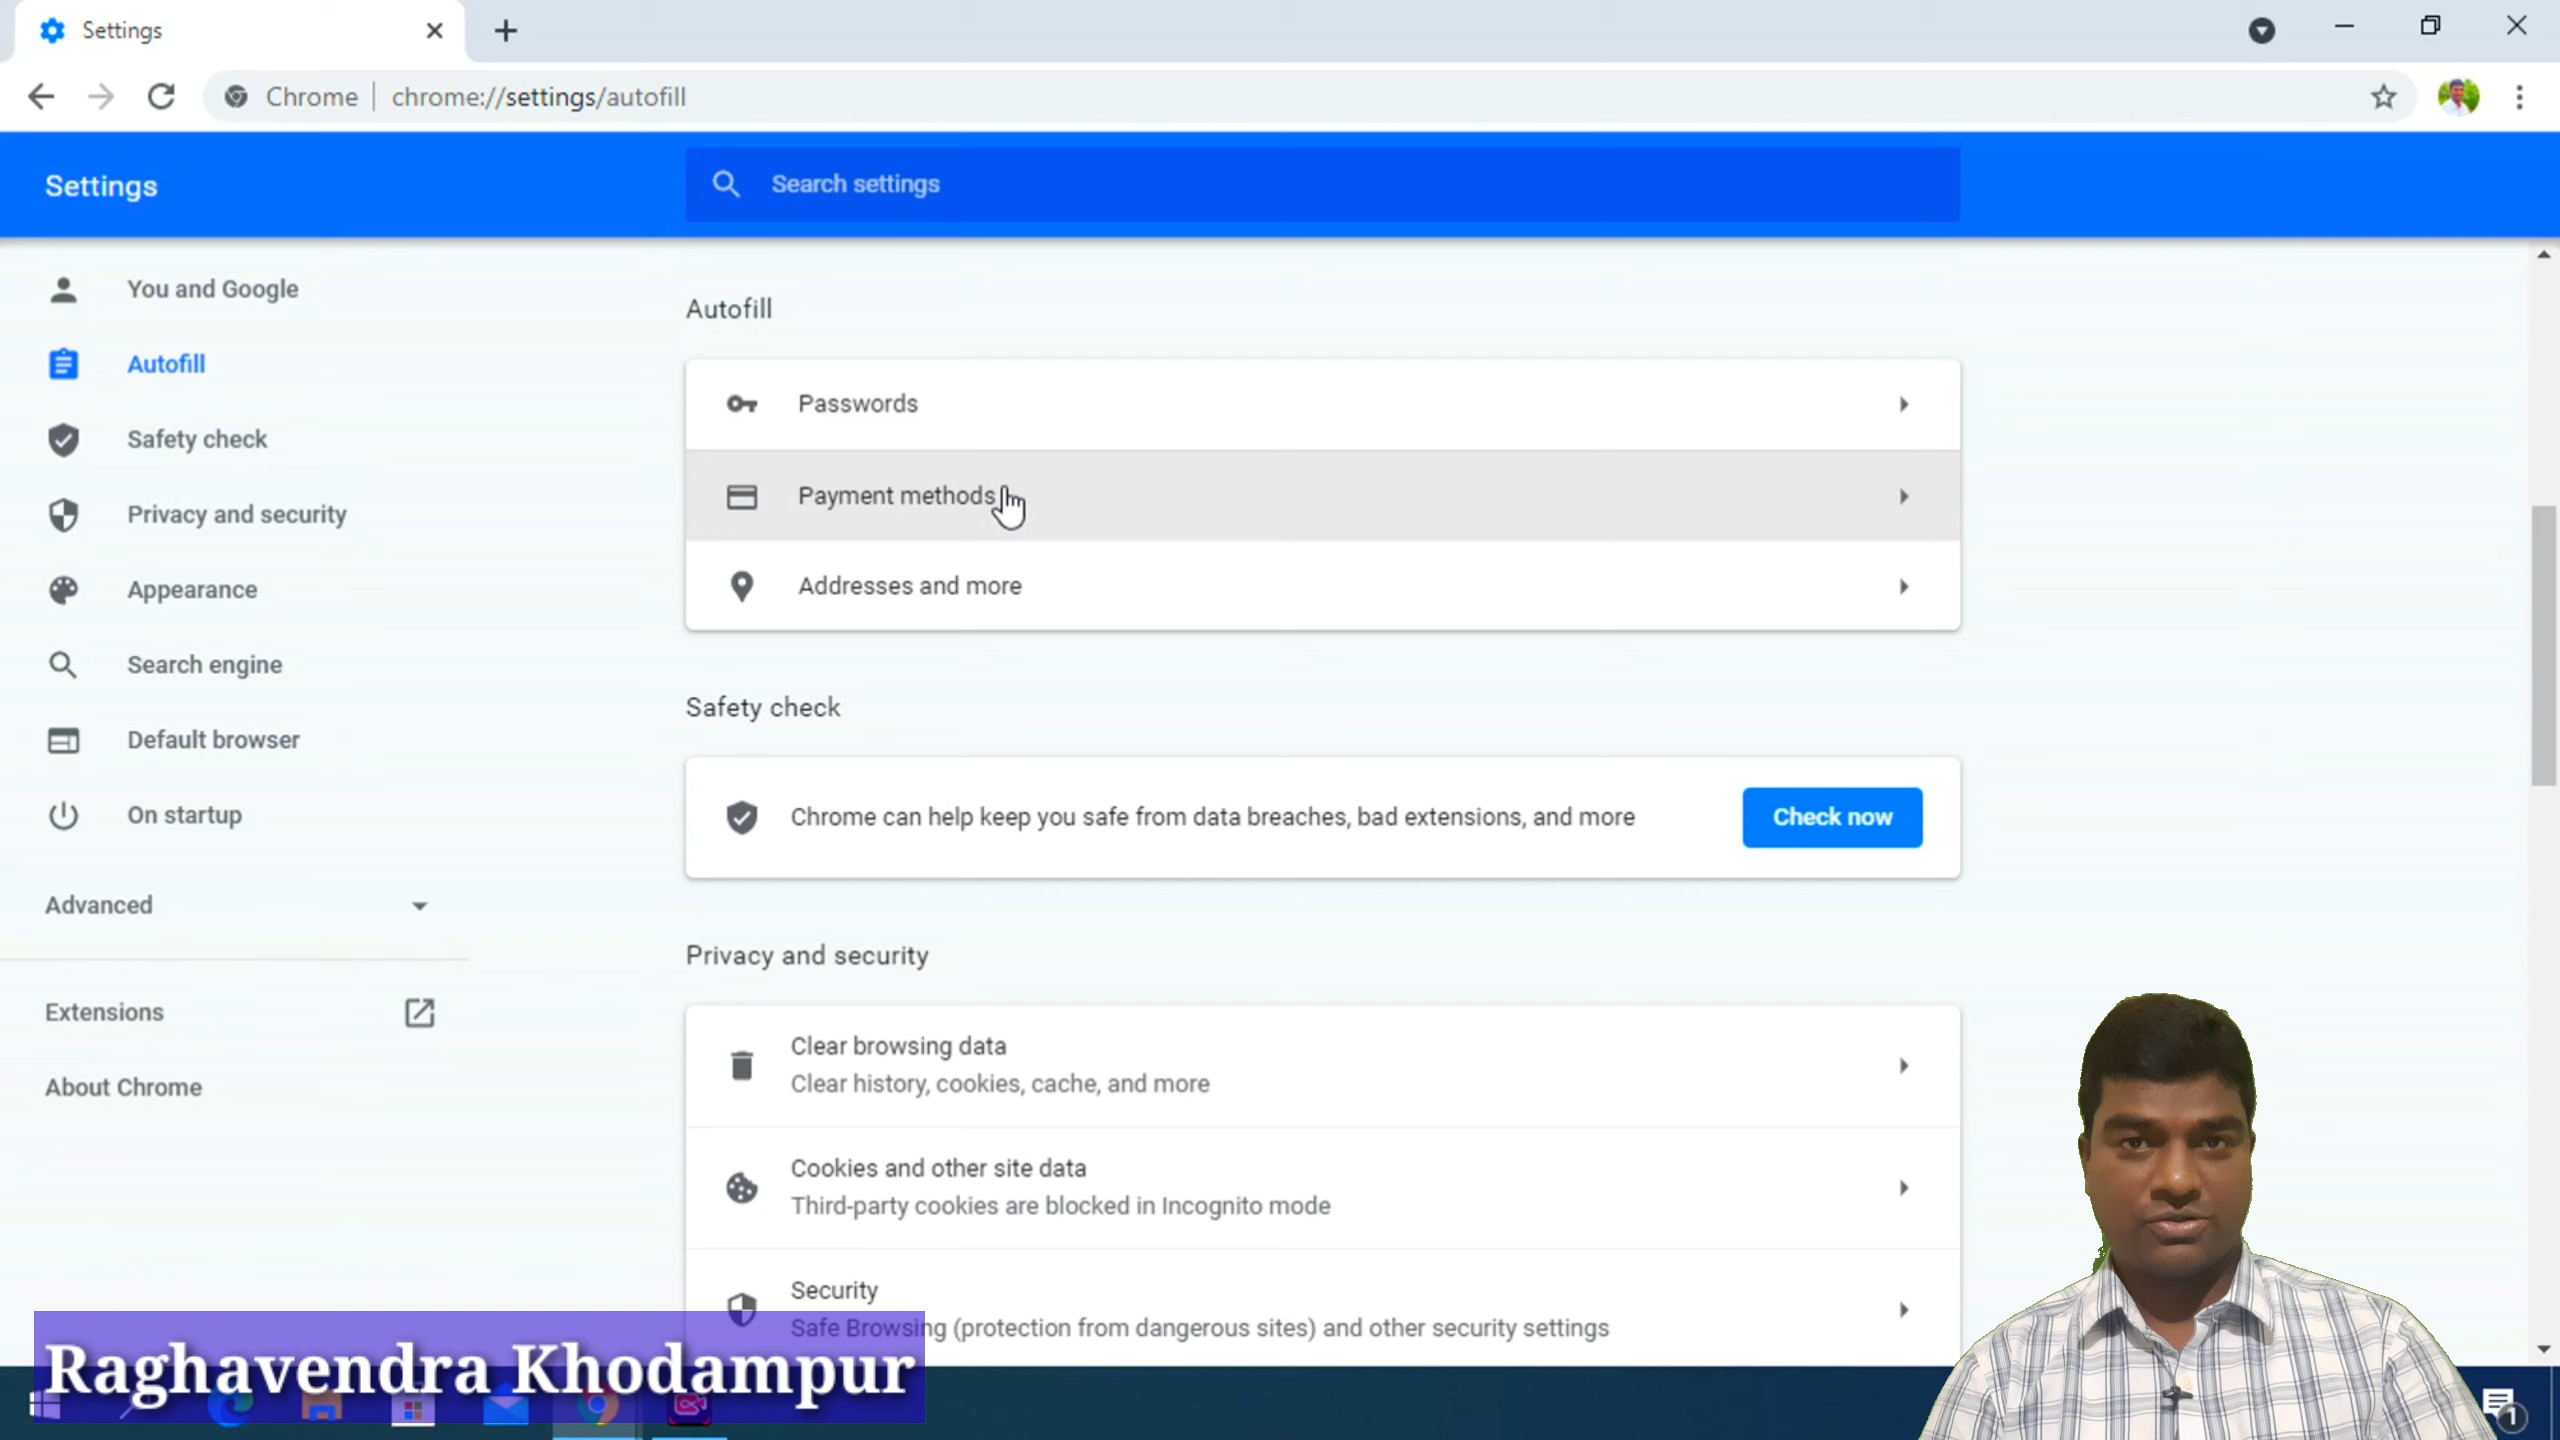 Settings
Chrome chrome://settings/autofill
Settings
Search settings
You and Google
Autofill
Safety check
Privacy and security
Appearance
Search engine
Default browser
On startup
Advanced
Extensions
About Chrome
Autofill
Passwords
Payment methods
Addresses and more
Safety check
Chrome can help keep you safe from data breaches, bad extensions, and more
Check now
Privacy and security
Clear browsing data
Clear history, cookies, cache, and more
Cookies and other site data
Third-party cookies are blocked in Incognito mode
Security
Safe Browsing (protection from dangerous sites) and other security settings
Raghavendra Khodampur
1